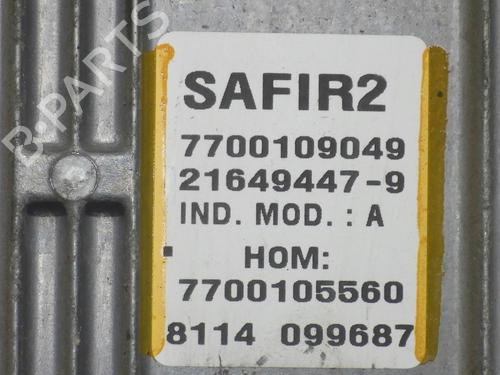 B-PARTS
SAFIR2
7700109049
21649447-9
IND. MOD. : A
HOM:
7700105560
8114 099687